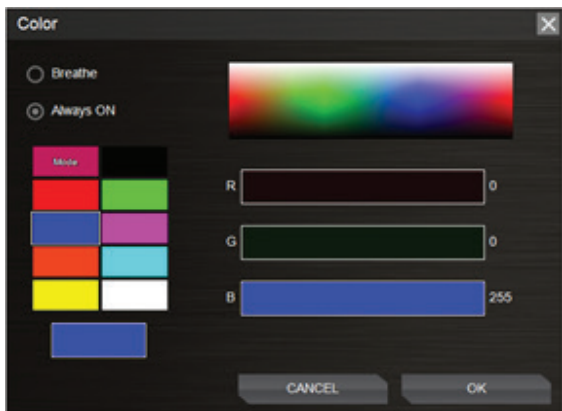 Color
Breathe
Always ON
Mode
R 0
G 0
B 255
CANCEL OK